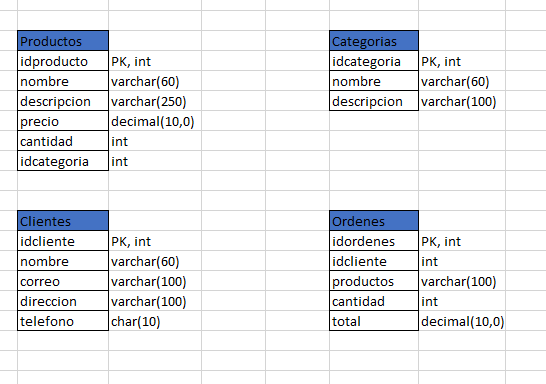 Productos
idproducto PK, int
nombre varchar(60)
descripcion varchar(250)
precio decimal(10,0)
cantidad int
idcategoria int
Categorias
idcategoria PK, int
nombre varchar(60)
descripcion varchar(100)
Clientes
idcliente PK, int
nombre varchar(60)
correo varchar(100)
direccion varchar(100)
telefono char(10)
Ordenes
idordenes PK, int
idcliente int
productos varchar(100)
cantidad int
total decimal(10,0)